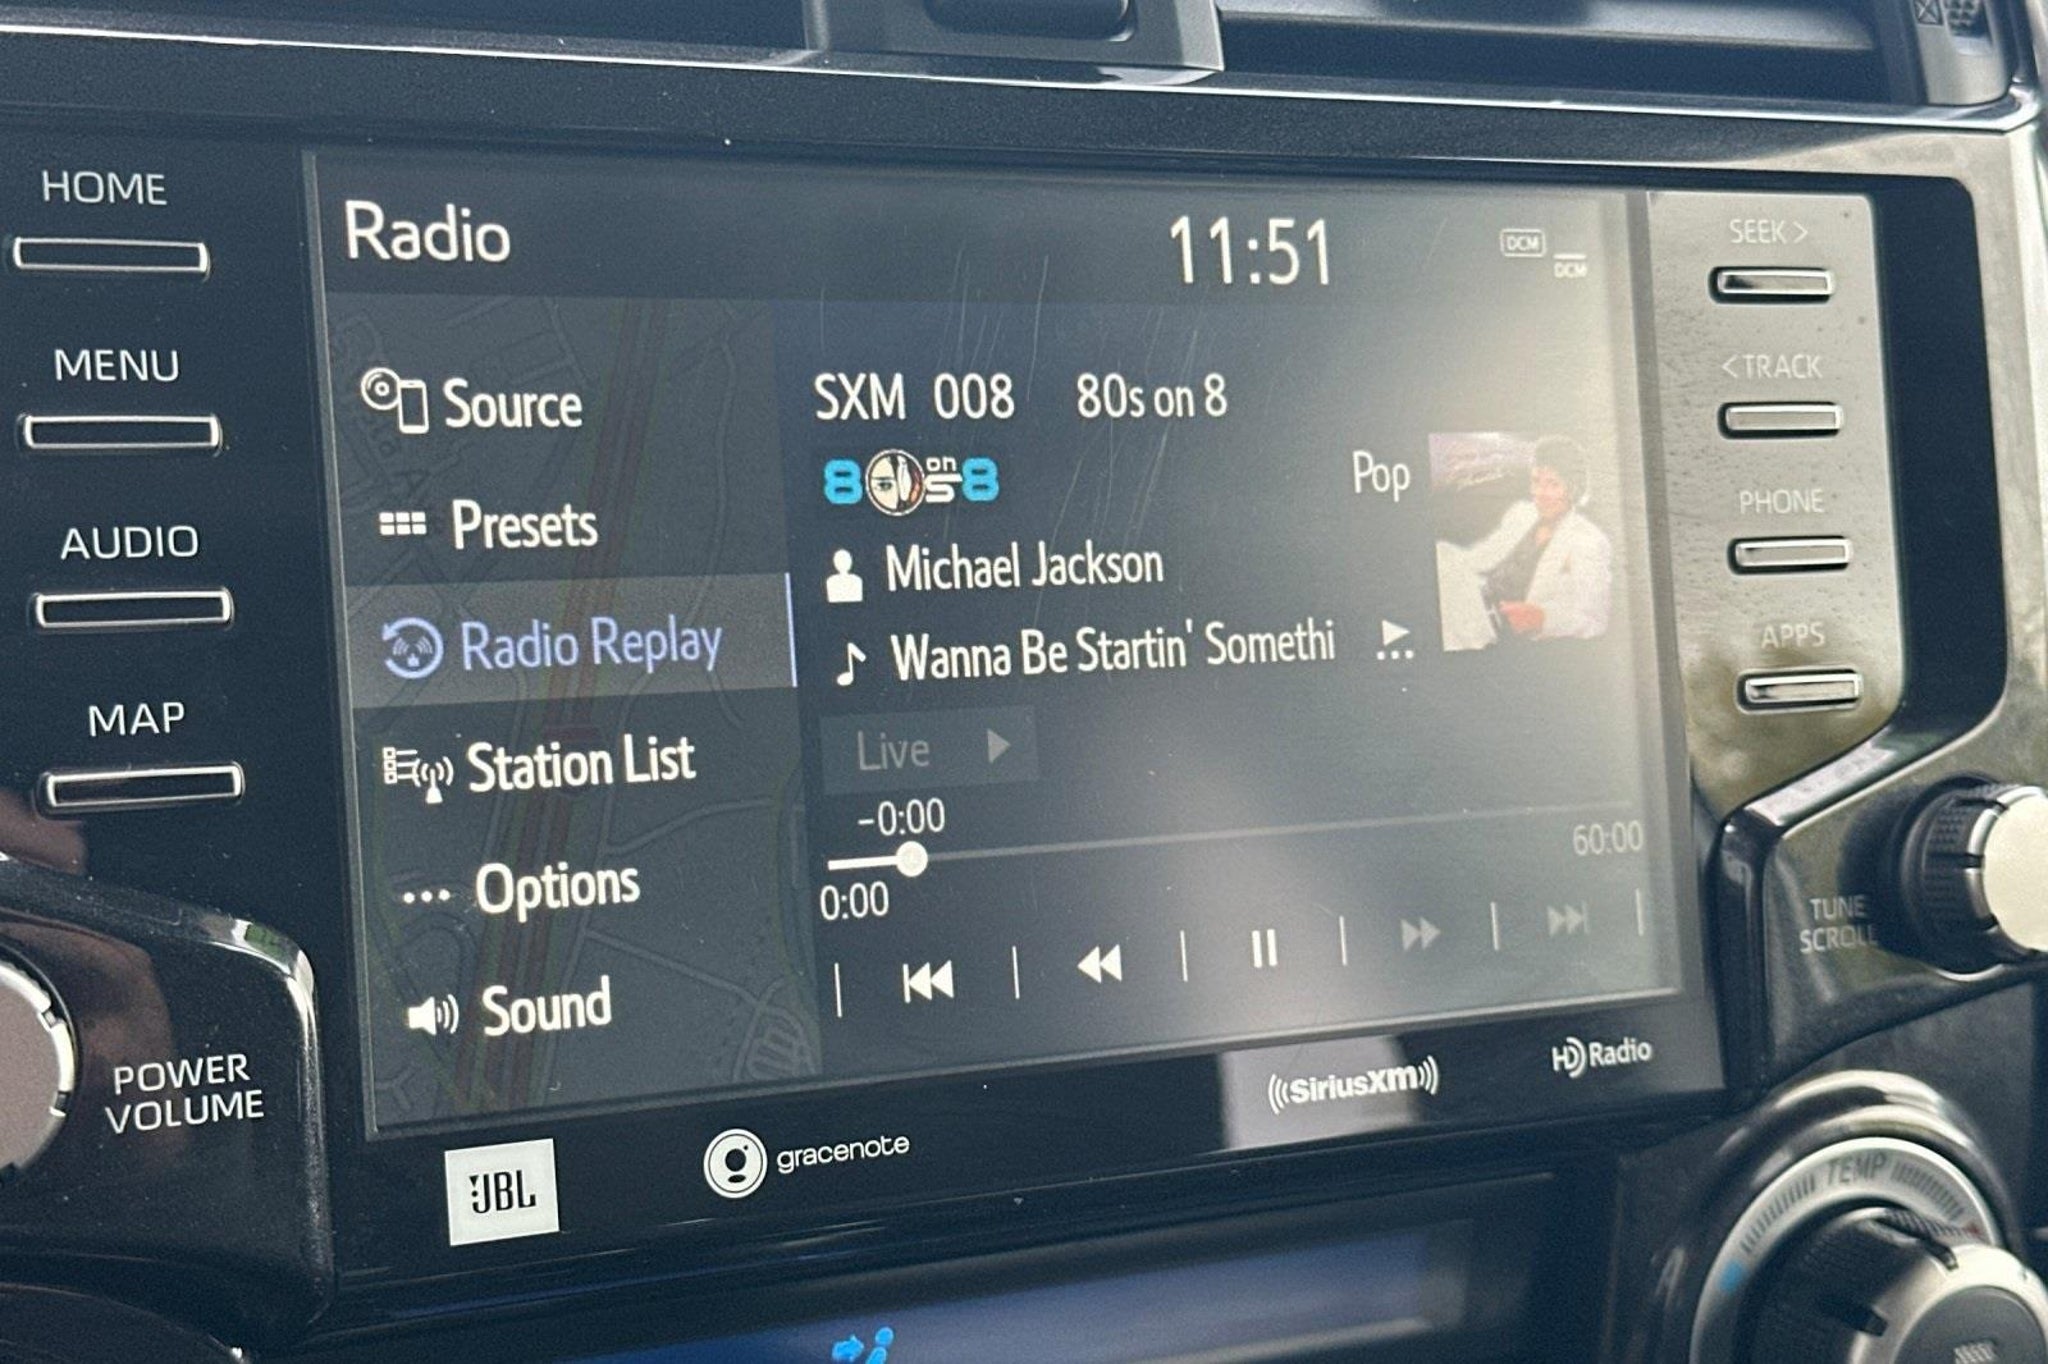 HOME
MENU
AUDIO
MAP
POWER
VOLUME
Radio
11:51
DCM
DCM
Source
Presets
Radio Replay
Station List
Options
Sound
SXM 008 80s on 8
80s on 8
Pop
Michael Jackson
Wanna Be Startin' Somethi
Live
-0:00
60:00
0:00
JBL
gracenote
SiriusXM
HD Radio
SEEK >
< TRACK
PHONE
APPS
TUNE
SCROLL
TEMP